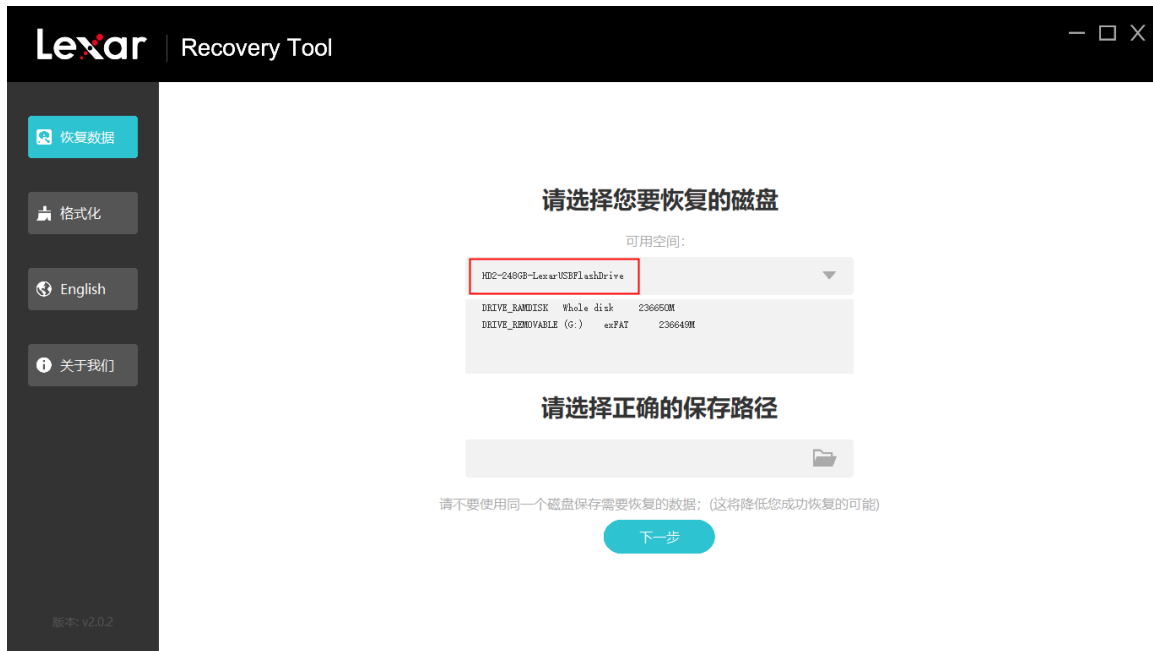 Lexar | Recovery Tool
恢复数据
格式化
English
关于我们
版本: v2.0.2
请选择您要恢复的磁盘
可用空间:
HD2-248GB-LexarUSBFlashDrive
DRIVE_RAMDISK Whole disk 236650M
DRIVE_REMOVABLE (G:) exFAT 236649M
请选择正确的保存路径
请不要使用同一个磁盘保存需要恢复的数据；(这将降低您成功恢复的可能)
下一步